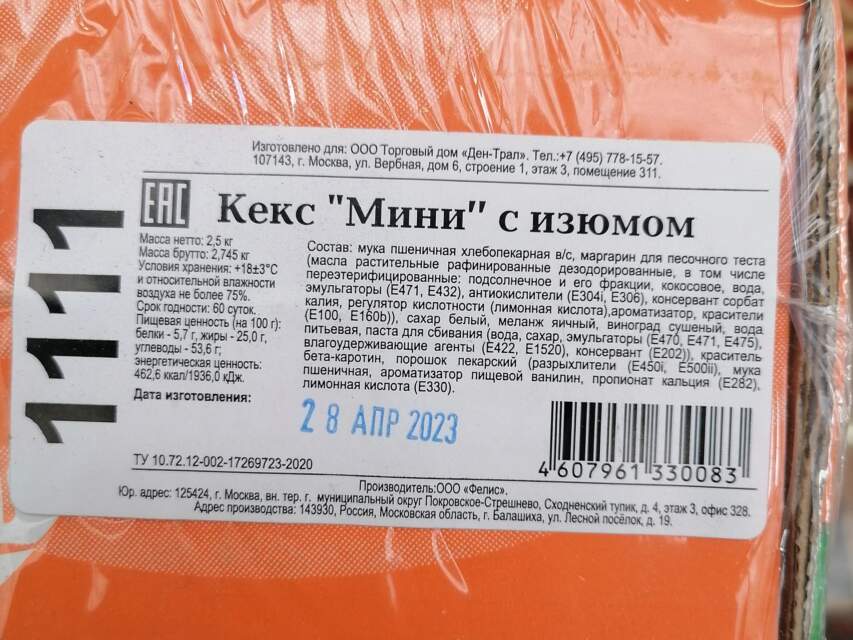 Изготовлено для: ООО Торговый дом «Ден-Трал». Тел.:+7 (495) 778-15-57.
107143, г. Москва, ул. Вербная, дом 6, строение 1, этаж 3, помещение 311.
1111
EAC
Кекс "Мини" с изюмом
Масса нетто: 2,5 кг
Масса брутто: 2,745 кг
Условия хранения: +18±3°С
и относительной влажности
воздуха не более 75%.
Срок годности: 60 суток.
Пищевая ценность (на 100 г):
белки - 5,7 г, жиры - 25,0 г,
углеводы - 53,6 г;
энергетическая ценность:
462,6 ккал/1936,0 кДж.
Состав: мука пшеничная хлебопекарная в/с, маргарин для песочного теста
(масла растительные рафинированные дезодорированные, в том числе
переэтерифицированные: подсолнечное и его фракции, кокосовое, вода,
эмульгаторы (Е471, Е432), антиокислители (Е304i, Е306), консервант сорбат
калия, регулятор кислотности (лимонная кислота),ароматизатор, красители
(Е100, Е160b)), сахар белый, меланж яичный, виноград сушеный, вода
питьевая, паста для сбивания (вода, сахар, эмульгаторы (Е470, Е471, Е475),
влагоудерживающие агенты (Е422, Е1520), консервант (Е202)), краситель
бета-каротин, порошок пекарский (разрыхлители (Е450i, Е500ii), мука
пшеничная, ароматизатор пищевой ванилин, пропионат кальция (Е282),
лимонная кислота (Е330).
Дата изготовления:
28 АПР 2023
4 607961 330083
ТУ 10.72.12-002-17269723-2020
Производитель:ООО «Фелис».
Юр. адрес: 125424, г. Москва, вн. тер. г. муниципальный округ Покровское-Стрешнево, Сходненский тупик, д. 4, этаж 3, офис 328.
Адрес производства: 143930, Россия, Московская область, г. Балашиха, ул. Лесной посёлок, д. 19.